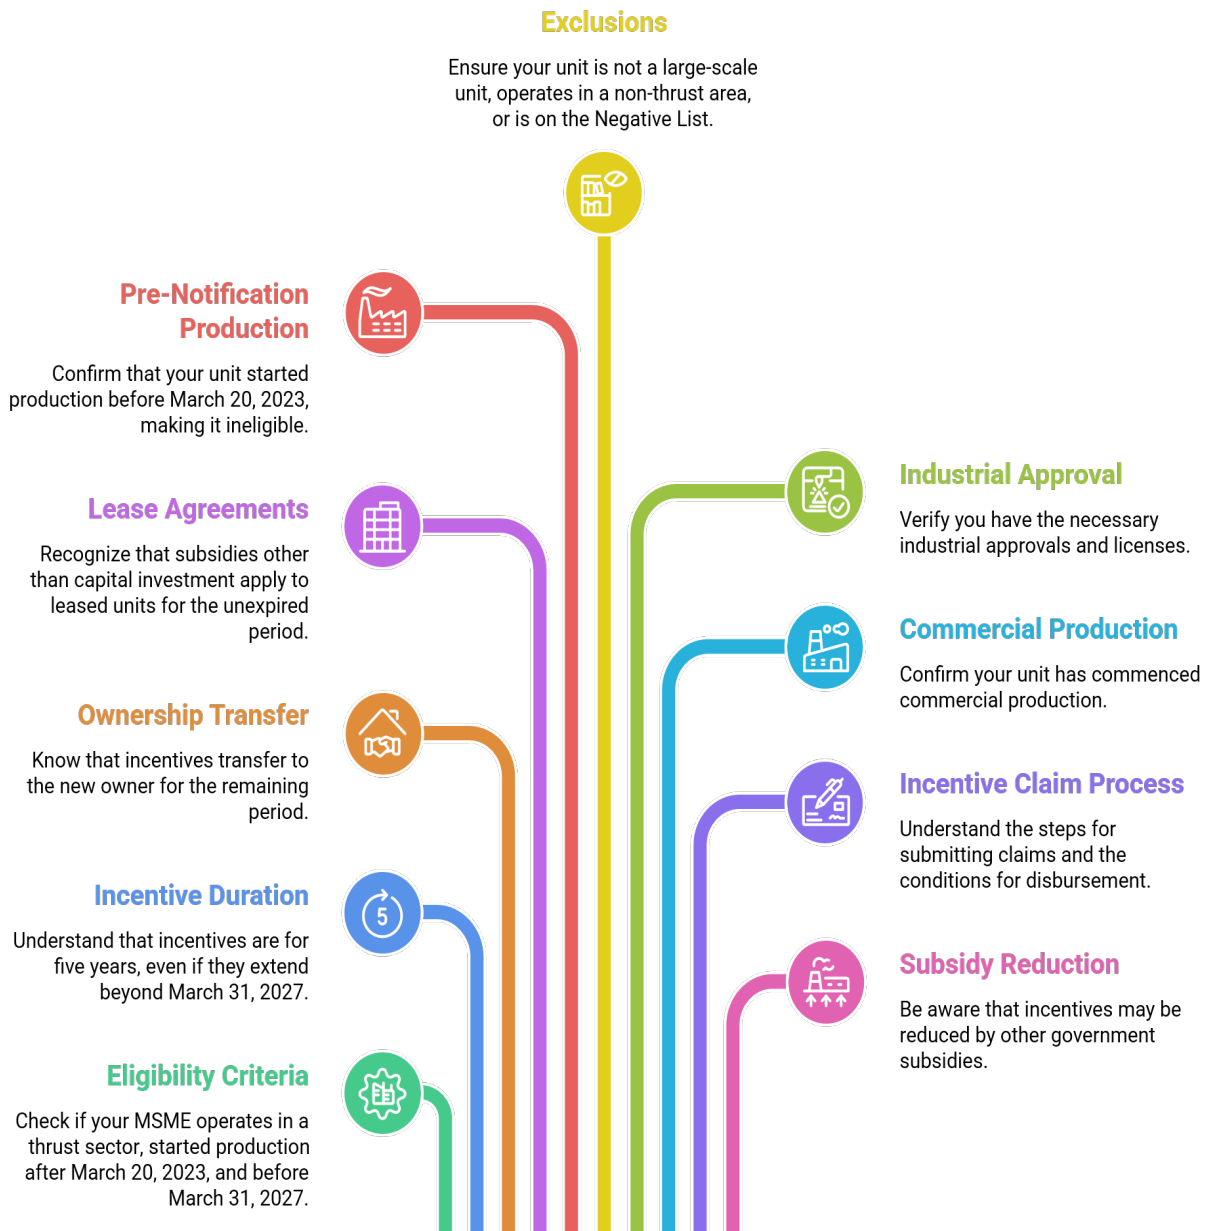 Exclusions
Ensure your unit is not a large-scale
unit, operates in a non-thrust area,
or is on the Negative List.
Pre-Notification
Production
Confirm that your unit started
production before March 20, 2023,
making it ineligible.
Lease Agreements
Recognize that subsidies other
than capital investment apply to
leased units for the unexpired
period.
Ownership Transfer
Know that incentives transfer to
the new owner for the remaining
period.
Incentive Duration
5
Understand that incentives are for
five years, even if they extend
beyond March 31, 2027.
Eligibility Criteria
Check if your MSME operates in a
thrust sector, started production
after March 20, 2023, and before
March 31, 2027.
Industrial Approval
Verify you have the necessary
industrial approvals and licenses.
Commercial Production
Confirm your unit has commenced
commercial production.
Incentive Claim Process
Understand the steps for
submitting claims and the
conditions for disbursement.
Subsidy Reduction
Be aware that incentives may be
reduced by other government
subsidies.